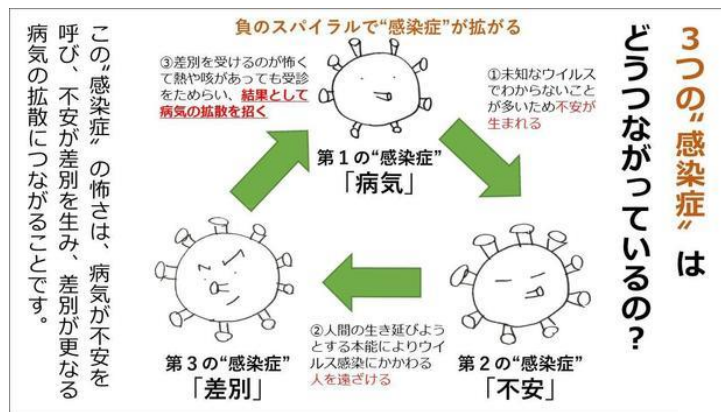 3つの“感染症”は
どうつながっているの?
負のスパイラルで“感染症”が拡がる
①未知なウイルス
でわからないこと
が多いため不安が
生まれる
第1の“感染症”
「病気」
②人間の生き延びよう
とする本能によりウイ
ルス感染にかかわる
人を遠ざける
第2の“感染症”
「不安」
③差別を受けるのが怖く
て熱や咳があっても受診
をためらい、結果として
病気の拡散を招く
第3の“感染症”
「差別」
この“感染症”の怖さは、病気が不安を
呼び、不安が差別を生み、差別が更なる
病気の拡散につながることです。